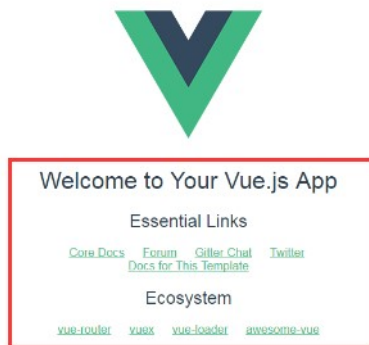 Welcome to Your Vue.js App
Essential Links
Core Docs Forum Gitter Chat Twitter
Docs for This Template
Ecosystem
vue-router vuex vue-loader awesome-vue